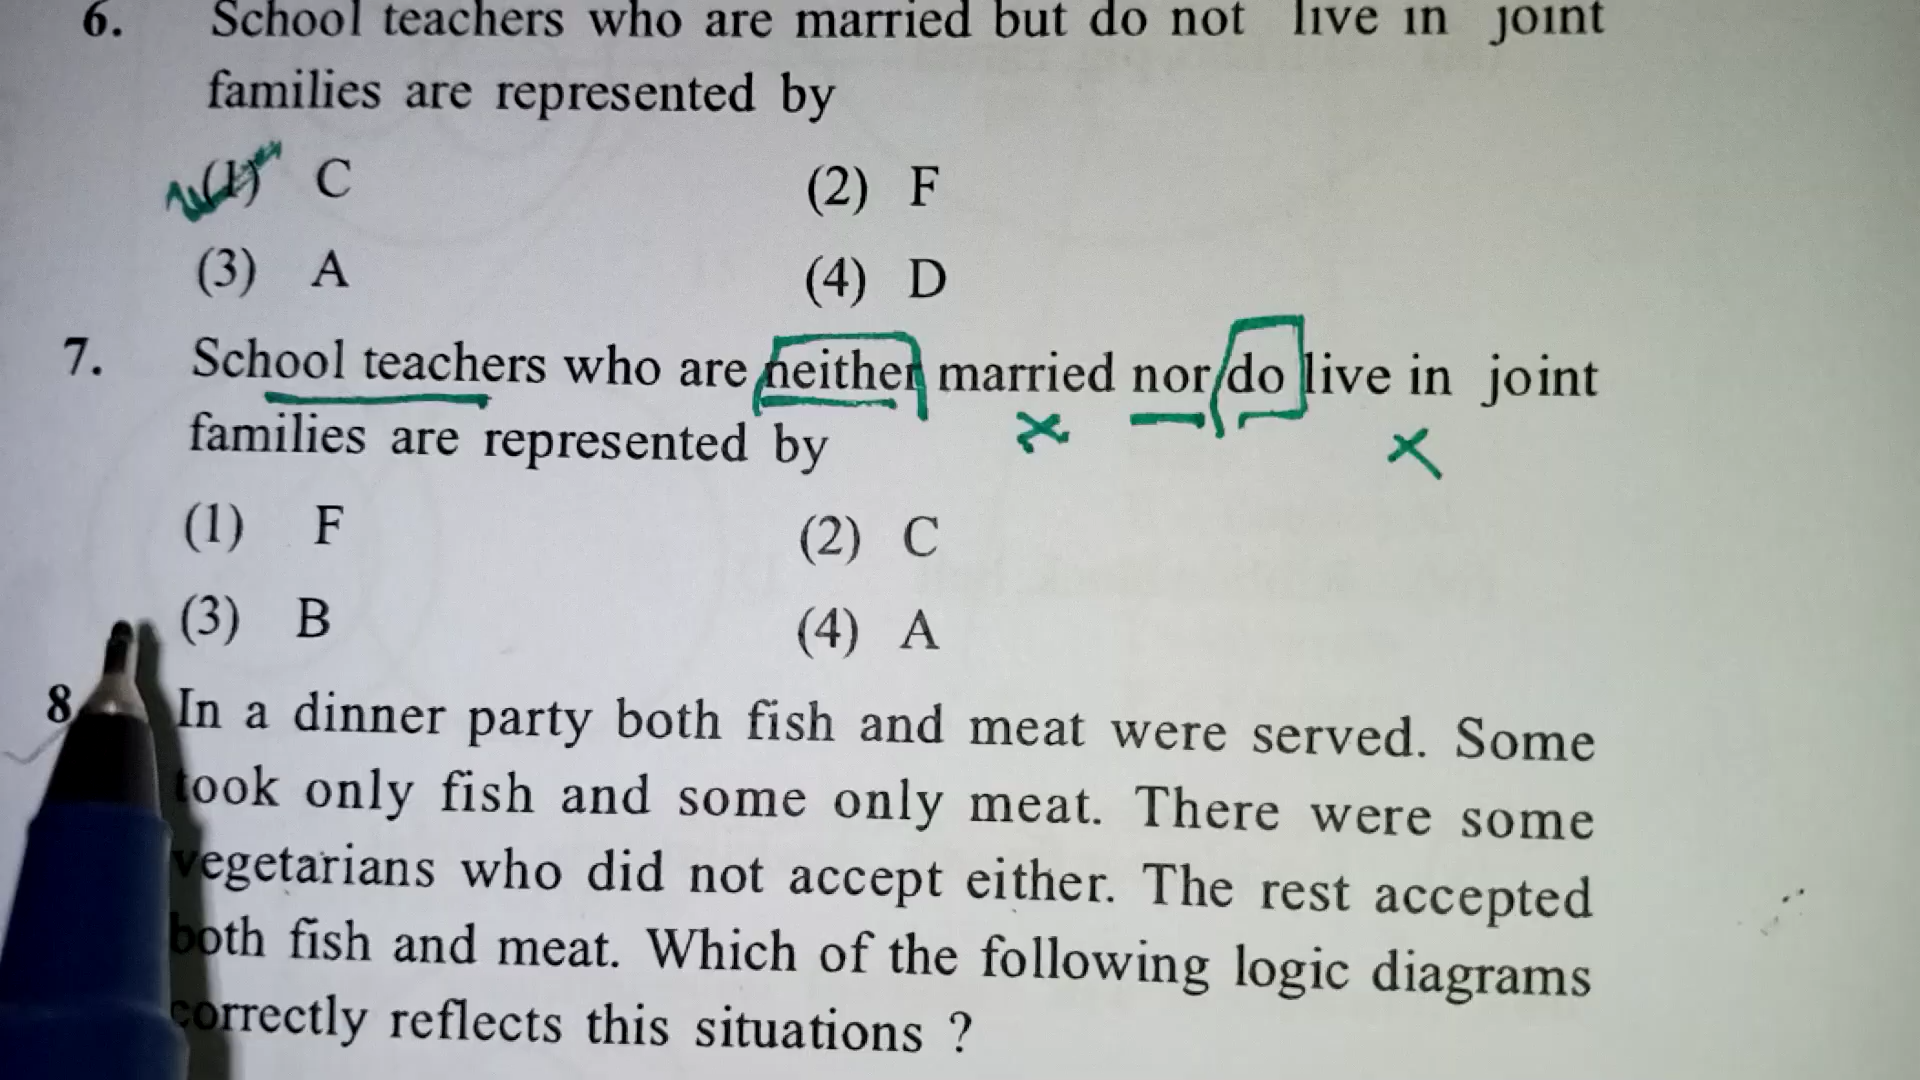 6. School teachers who are married but do not live in joint
families are represented by
(1) C (2) F
(3) A (4) D
7. School teachers who are neither married nor do live in joint
families are represented by
(1) F (2) C
(3) B (4) A
8 In a dinner party both fish and meat were served. Some
took only fish and some only meat. There were some
vegetarians who did not accept either. The rest accepted
both fish and meat. Which of the following logic diagrams
correctly reflects this situations ?